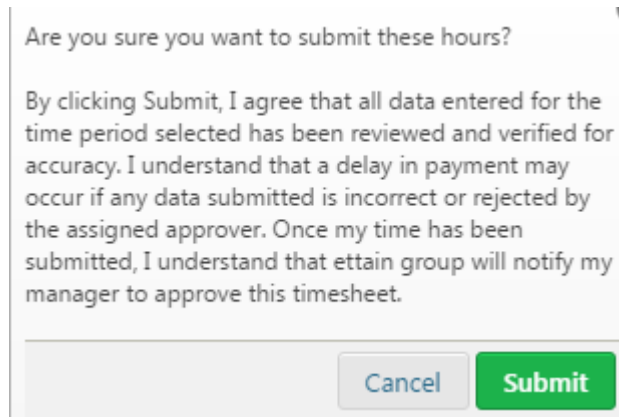 Are you sure you want to submit these hours?
By clicking Submit, I agree that all data entered for the
time period selected has been reviewed and verified for
accuracy. I understand that a delay in payment may
occur if any data submitted is incorrect or rejected by
the assigned approver. Once my time has been
submitted, I understand that ettain group will notify my
manager to approve this timesheet.
Cancel
Submit